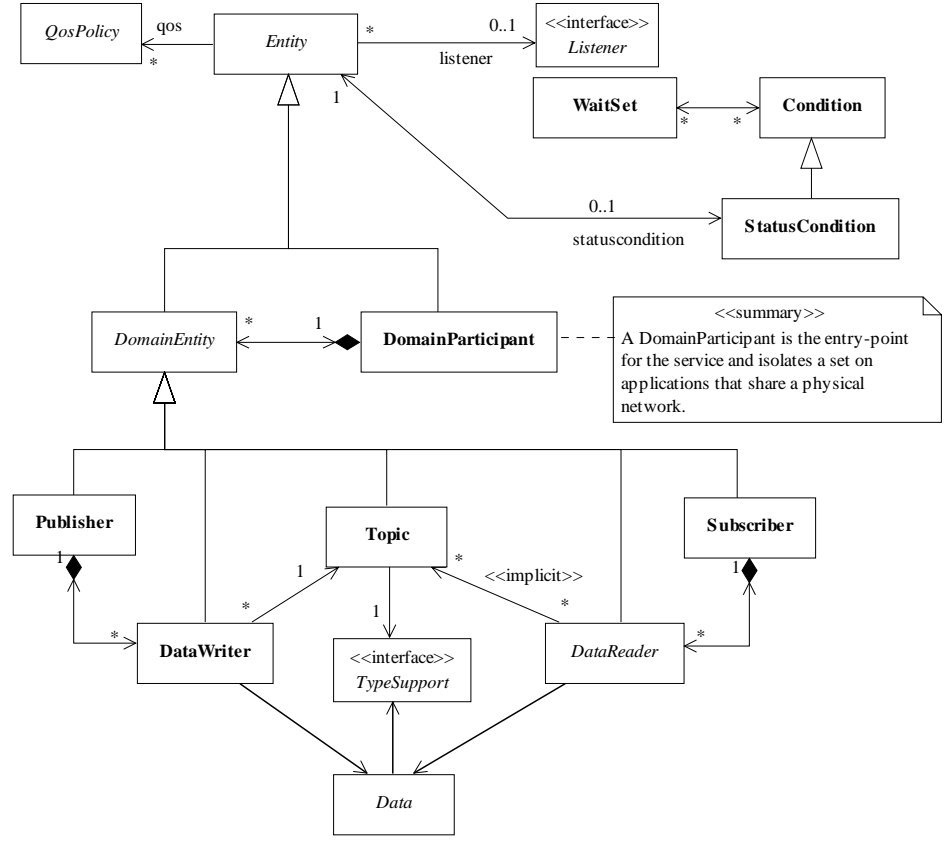 QosPolicy
qos
*
Entity
*
0..1
listener
<<interface>>
Listener
1
WaitSet
*
*
Condition
0..1
statuscondition
StatusCondition
DomainEntity
*
1
DomainParticipant
<<summary>>
A DomainParticipant is the entry-point
for the service and isolates a set on
applications that share a physical
network.
Publisher
1
Topic
Subscriber
1
*
1
*
<<implicit>>
*
*
1
*
DataWriter
<<interface>>
TypeSupport
DataReader
Data